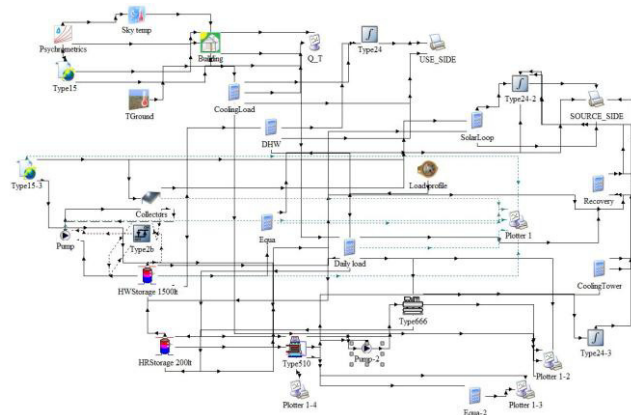 Sky temp
Type24
Psychrometrics
Building
Q_T
USE_SIDE
Type15
Type24-2
TGround
CoolingLoad
SOURCE_SIDE
SolarLoop
DHW
Type15-3
Load profile
Collectors
Recovery
Pump
Type2b
Equa
Plotter 1
Daily load
HWStorage 1500lt
CoolingTower
Type666
Type24-3
HRStorage 200lt
Type510
Pump-2
Plotter 1-2
Plotter 1-4
Equa-2
Plotter 1-3